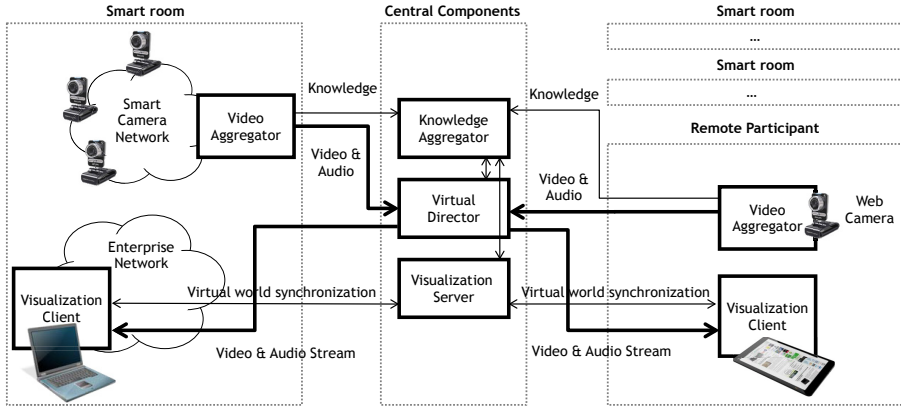 Smart room
Central Components
Smart room
...
Smart room
...
Smart
Camera
Network
Video
Aggregator
Knowledge
Video &
Audio
Knowledge
Aggregator
Knowledge
Remote Participant
Virtual
Director
Video &
Audio
Video
Aggregator
Web
Camera
Enterprise
Network
Visualization
Client
Virtual world synchronization
Visualization
Server
Virtual world synchronization
Visualization
Client
Video & Audio Stream
Video & Audio Stream